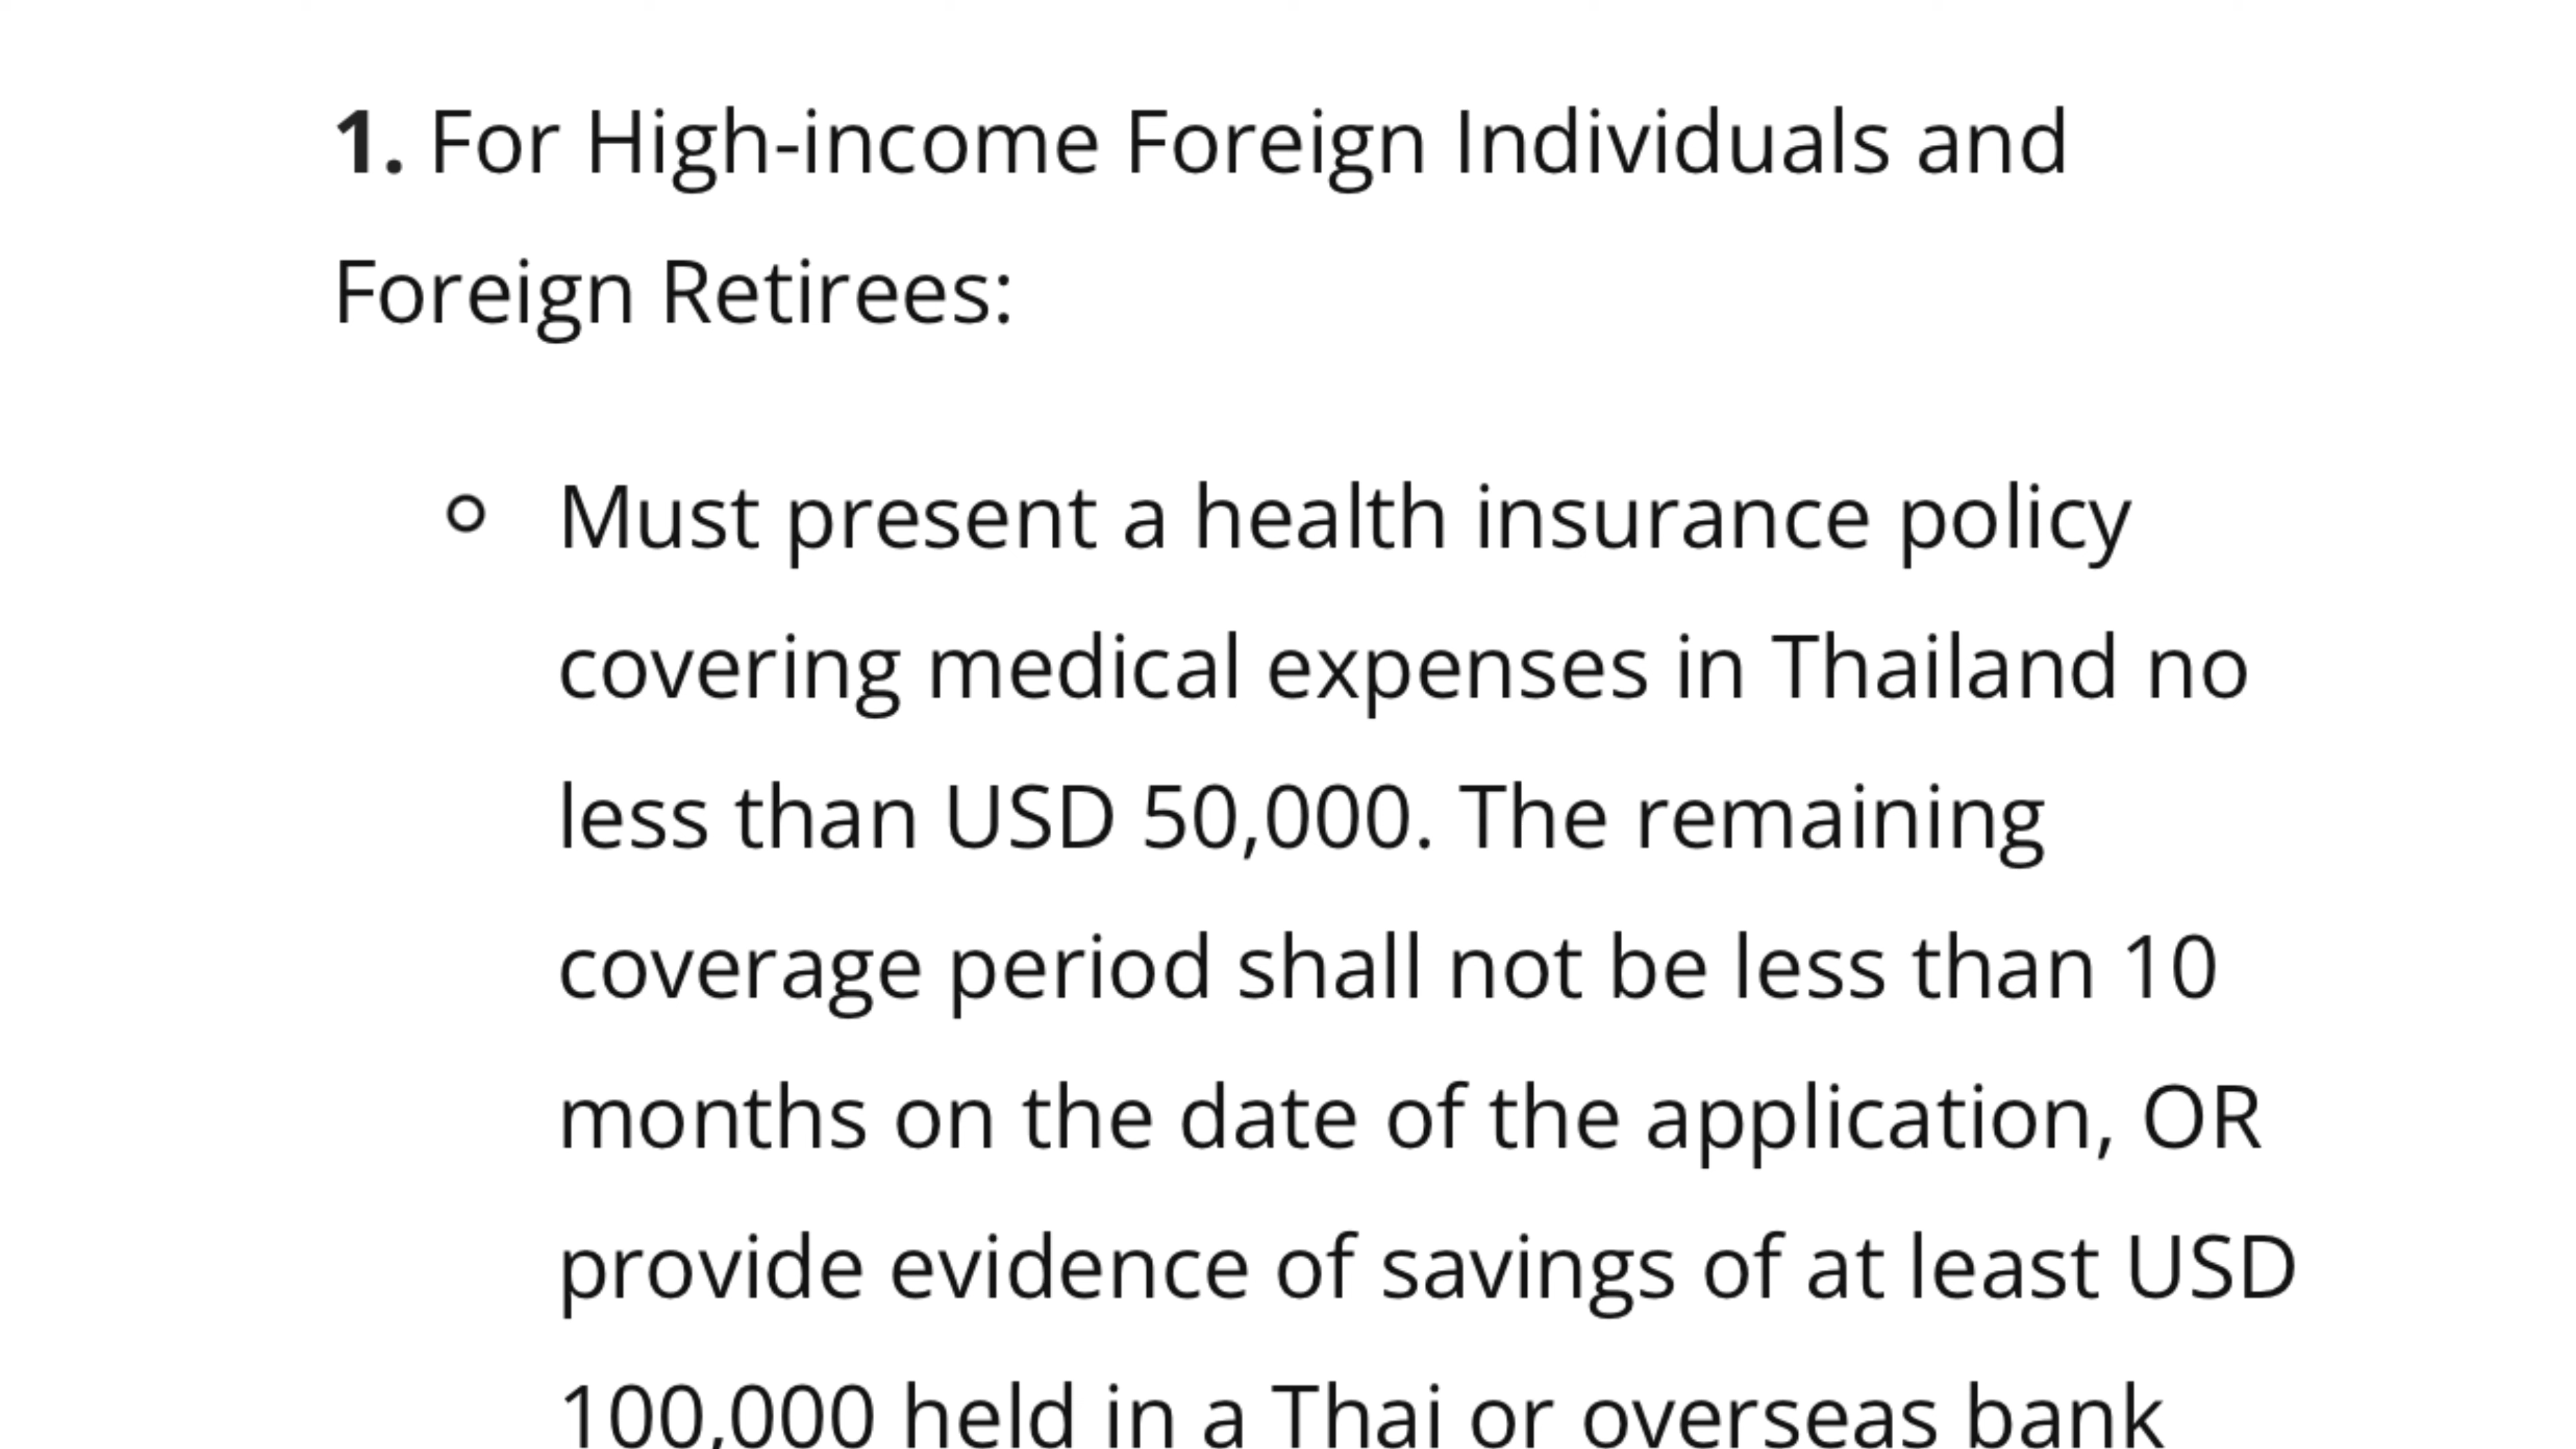 1. For High-income Foreign Individuals and
Foreign Retirees:
Must present a health insurance policy
covering medical expenses in Thailand no
less than USD 50,000. The remaining
coverage period shall not be less than 10
months on the date of the application, OR
provide evidence of savings of at least USD
100,000 held in a Thai or overseas bank